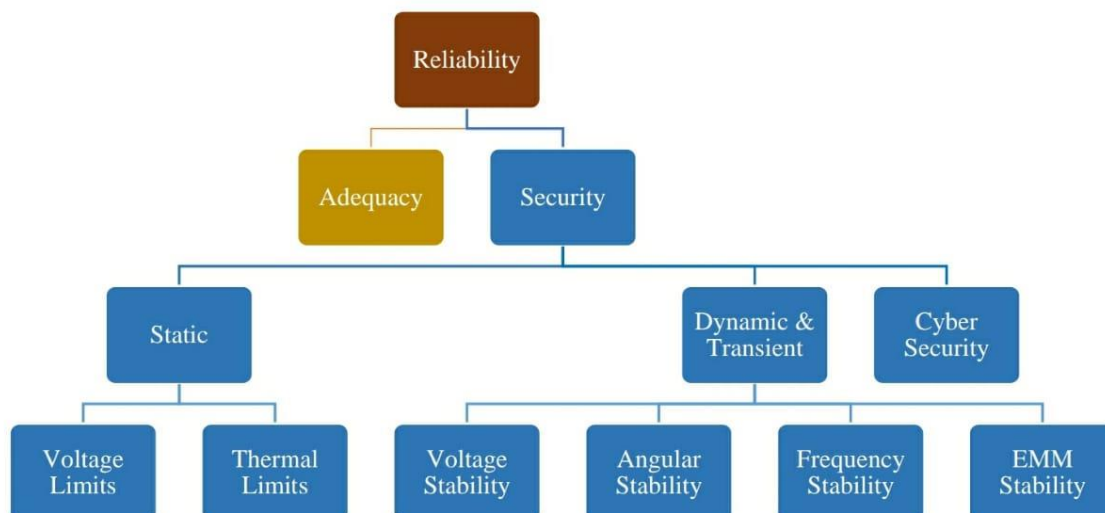 Reliability
Adequacy
Security
Static
Dynamic &
Transient
Cyber
Security
Voltage
Limits
Thermal
Limits
Voltage
Stability
Angular
Stability
Frequency
Stability
EMM
Stability